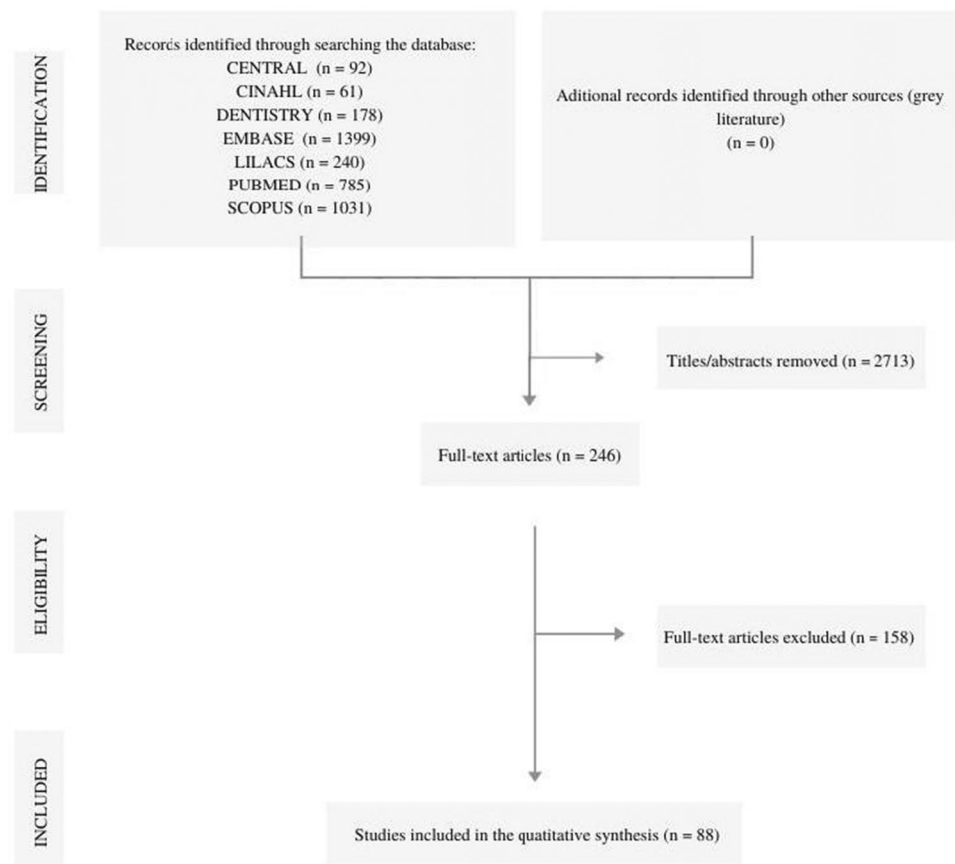 IDENTIFICATION
Records identified through searching the database:
CENTRAL (n = 92)
CINAHL (n = 61)
DENTISTRY (n = 178)
EMBASE (n = 1399)
LILACS (n = 240)
PUBMED (n = 785)
SCOPUS (n = 1031)
Aditional records identified through other sources (grey
literature)
(n = 0)
SCREENING
Titles/abstracts removed (n = 2713)
Full-text articles (n = 246)
ELIGIBILITY
Full-text articles excluded (n = 158)
INCLUDED
Studies included in the quatitative synthesis (n = 88)